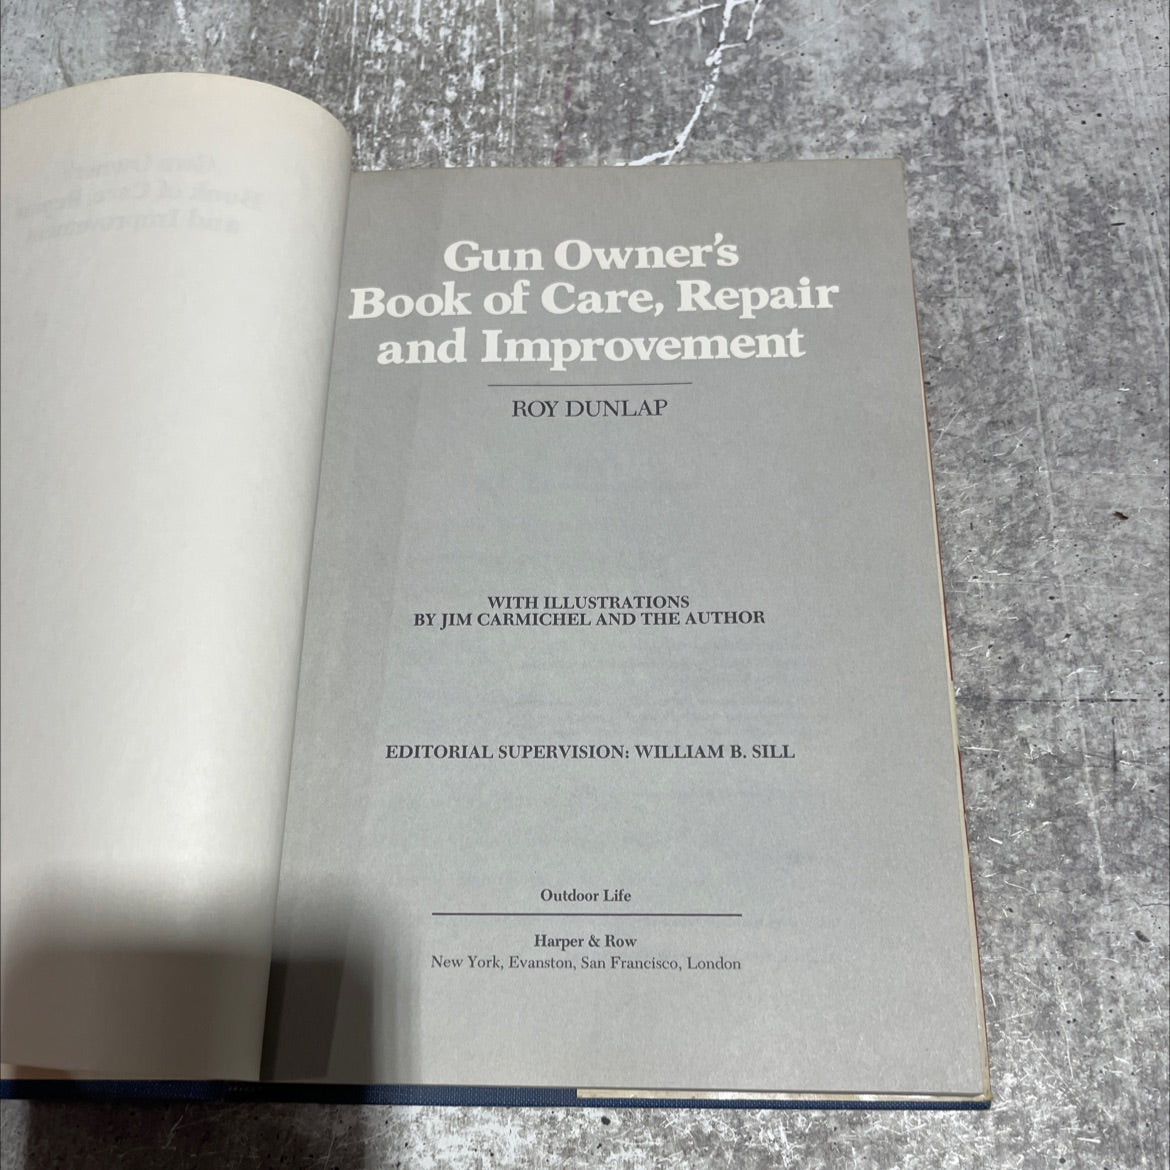 Gun Owner's
Book of Care, Repair
and Improvement
ROY DUNLAP
WITH ILLUSTRATIONS
BY JIM CARMICHEL AND THE AUTHOR
EDITORIAL SUPERVISION: WILLIAM B. SILL
Outdoor Life
Harper & Row
New York, Evanston, San Francisco, London